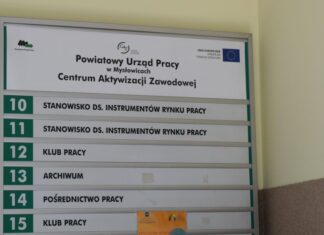 Powiatowy Urząd Pracy
w Mysłowicach
Centrum Aktywizacji Zawodowej
10 STANOWISKO DS. INSTRUMENTÓW RYNKU PRACY
11 STANOWISKO DS. INSTRUMENTÓW RYNKU PRACY
12 KLUB PRACY
13 ARCHIWUM
14 POŚREDNICTWO PRACY
15 KLUB PRACY